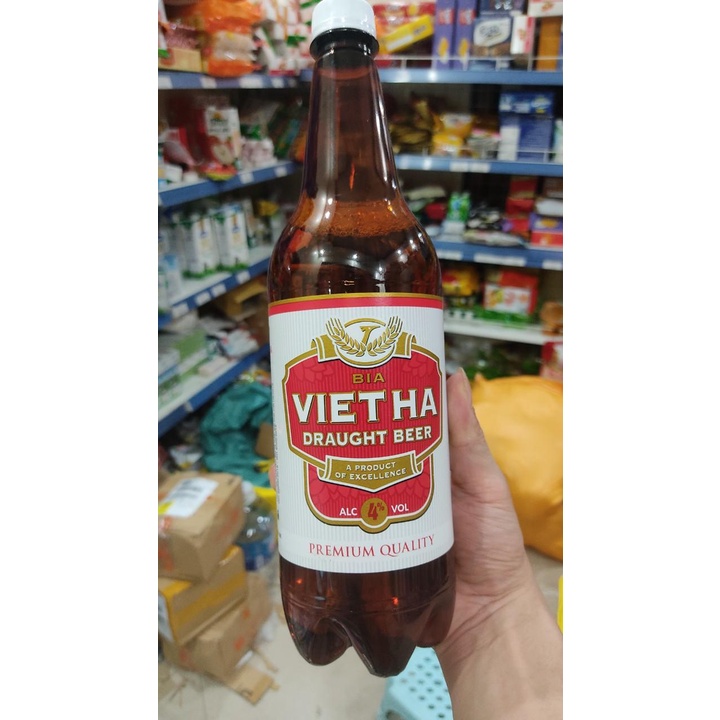 BIA
VIET HA
DRAUGHT BEER
A PRODUCT
OF EXCELLENCE
ALC 4% VOL
PREMIUM QUALITY